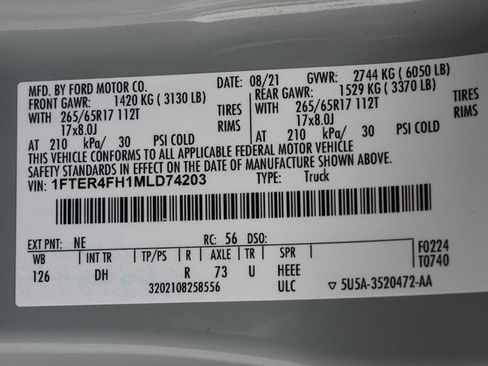 MFD. BY FORD MOTOR CO. DATE: 08/21 GVWR: 2744 KG ( 6050 LB)
FRONT GAWR: 1420 KG ( 3130 LB) REAR GAWR: 1529 KG ( 3370 LB)
WITH 265/65R17 112T TIRES WITH 265/65R17 112T TIRES
17x8.0J RIMS 17x8.0J RIMS
AT 210 kPa/ 30 PSI COLD AT 210 kPa/ 30 PSI COLD
THIS VEHICLE CONFORMS TO ALL APPLICABLE FEDERAL MOTOR VEHICLE
SAFETY STANDARDS IN EFFECT ON THE DATE OF MANUFACTURE SHOWN ABOVE.
VIN: 1FTER4FH1MLD74203 TYPE: Truck
EXT PNT: NE RC: 56 DSO:
WB INT TR TP/PS R AXLE TR SPR F0224
126 DH R 73 U HEEE T0740
3202108258556 ULC ▽ 5U5A-3520472-AA